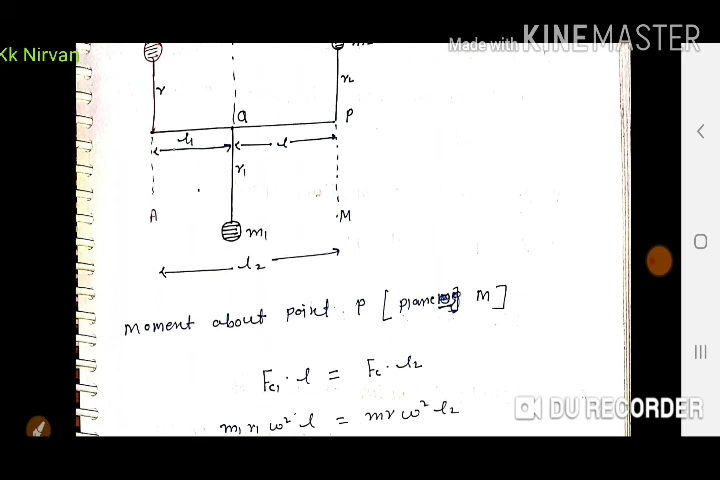 Made with KINEMASTER
Kk Nirvan
r
r2
Q
P
l1
l
r1
A
M
m1
l2
Moment about point P [ plane M ]
Fc1 . l = Fc . l2
m1 r1 ω² l = m r ω² l2
DU RECORDER